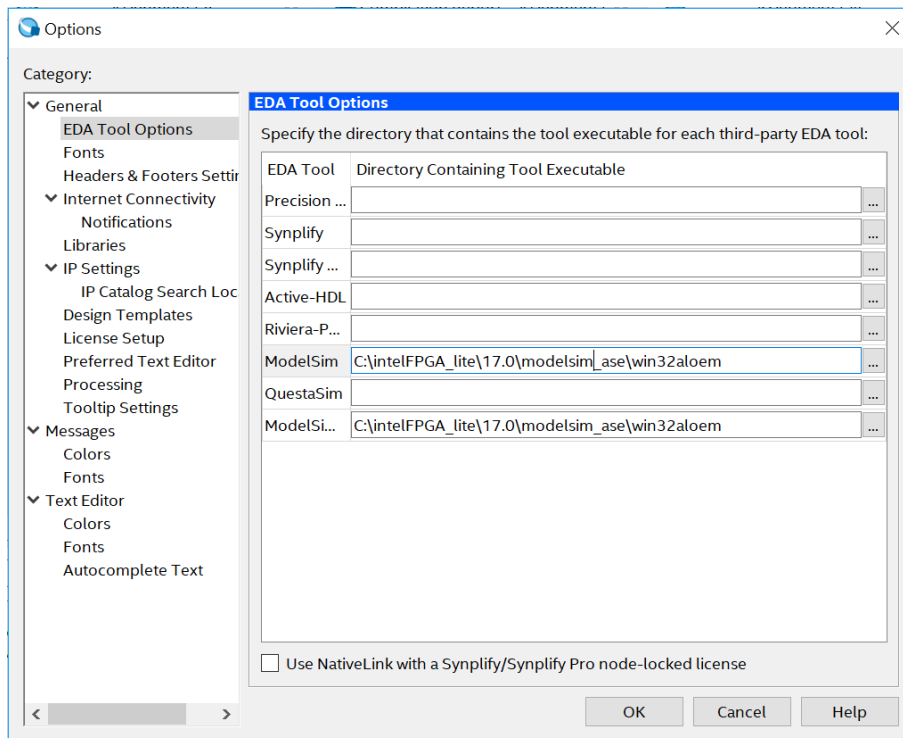 Options
Category:
General
EDA Tool Options
Fonts
Headers & Footers Settir
Internet Connectivity
Notifications
Libraries
IP Settings
IP Catalog Search Loc
Design Templates
License Setup
Preferred Text Editor
Processing
Tooltip Settings
Messages
Colors
Fonts
Text Editor
Colors
Fonts
Autocomplete Text
EDA Tool Options
Specify the directory that contains the tool executable for each third-party EDA tool:
EDA Tool Directory Containing Tool Executable
Precision ... ...
Synplify ...
Synplify ... ...
Active-HDL ...
Riviera-P... ...
ModelSim C:\intelFPGA_lite\17.0\modelsim_ase\win32aloem ...
QuestaSim ...
ModelSi... C:\intelFPGA_lite\17.0\modelsim_ase\win32aloem ...
Use NativeLink with a Synplify/Synplify Pro node-locked license
OK Cancel Help